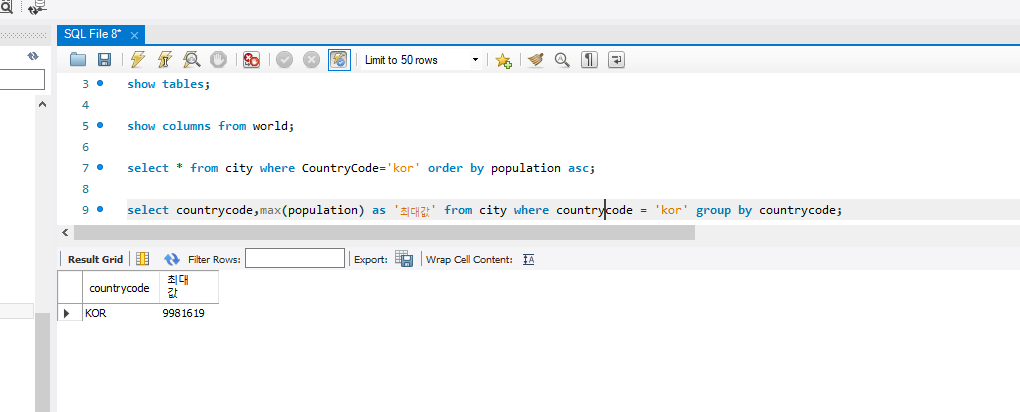 SQL File 8*
Limit to 50 rows
3 show tables;
4
5 show columns from world;
6
7 select * from city where CountryCode='kor' order by population asc;
8
9 select countrycode,max(population) as '최대값' from city where countrycode = 'kor' group by countrycode;
Result Grid Filter Rows: Export: Wrap Cell Content: IA
countrycode 최대
값
KOR 9981619